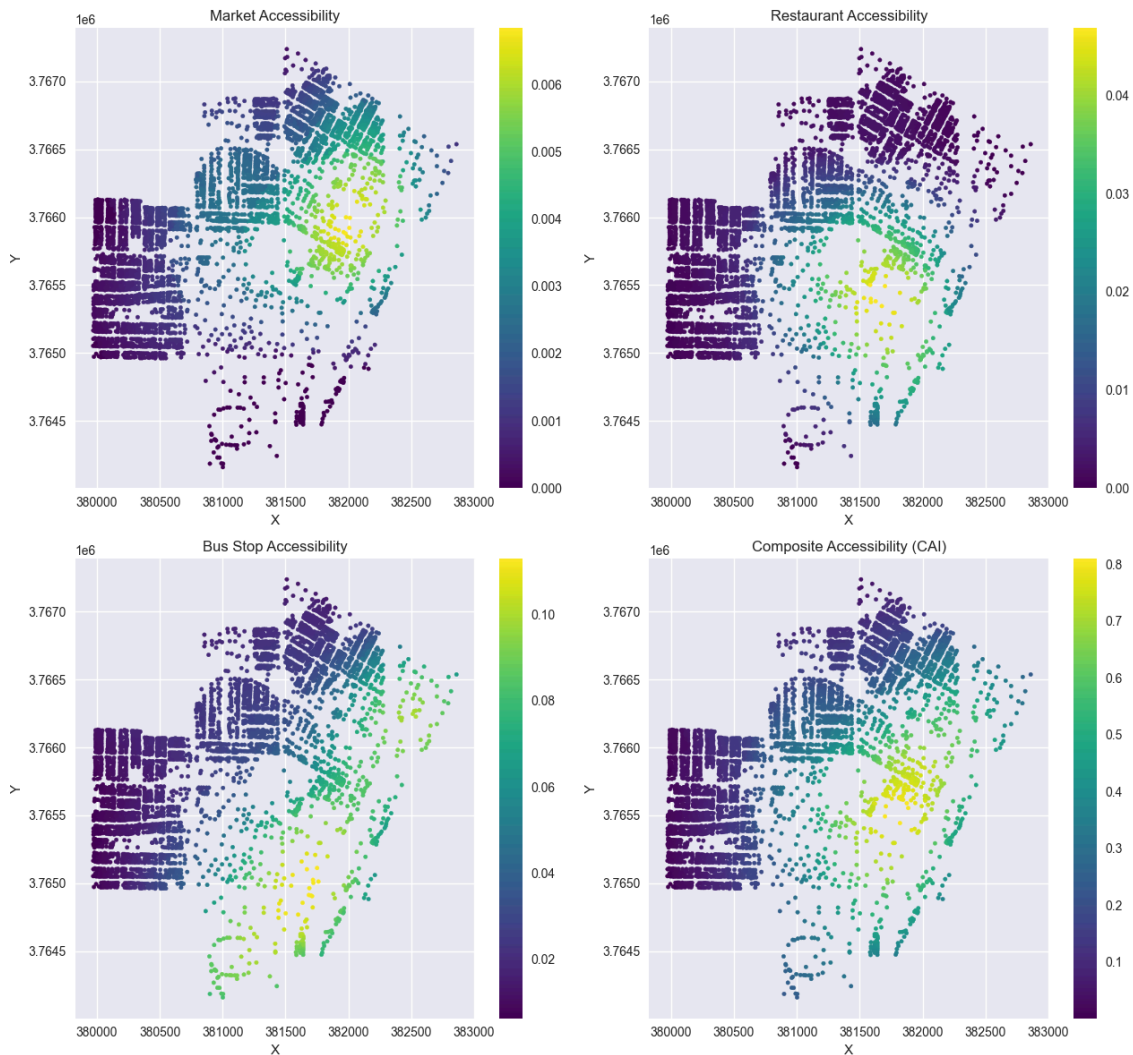 Market Accessibility
1e6
3.7670
3.7665
3.7660
3.7655
3.7650
3.7645
Y
380000 380500 381000 381500 382000 382500 383000
X
0.006
0.005
0.004
0.003
0.002
0.001
0.000
Restaurant Accessibility
1e6
3.7670
3.7665
3.7660
3.7655
3.7650
3.7645
Y
380000 380500 381000 381500 382000 382500 383000
X
0.04
0.03
0.02
0.01
0.00
Bus Stop Accessibility
1e6
3.7670
3.7665
3.7660
3.7655
3.7650
3.7645
Y
380000 380500 381000 381500 382000 382500 383000
X
0.10
0.08
0.06
0.04
0.02
Composite Accessibility (CAI)
1e6
3.7670
3.7665
3.7660
3.7655
3.7650
3.7645
Y
380000 380500 381000 381500 382000 382500 383000
X
0.8
0.7
0.6
0.5
0.4
0.3
0.2
0.1